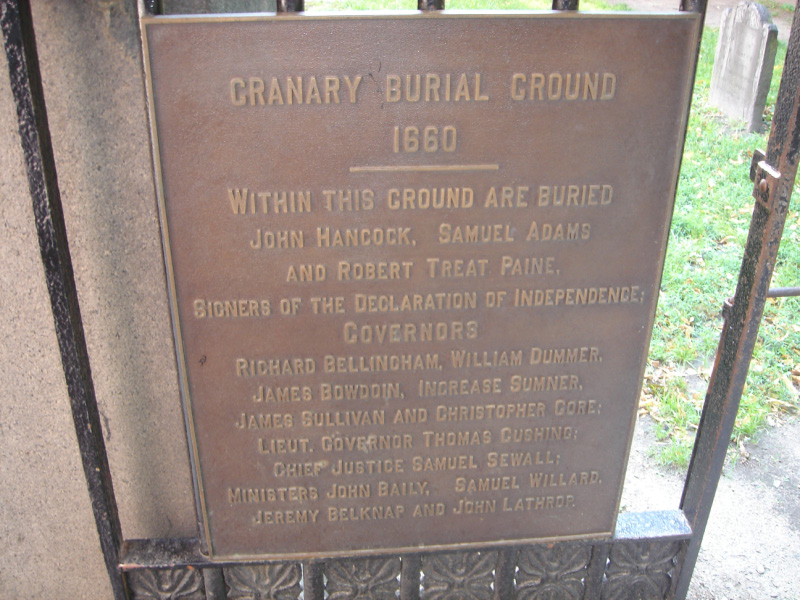 GRANARY BURIAL GROUND
1660
WITHIN THIS GROUND ARE BURIED
JOHN HANCOCK, SAMUEL ADAMS
AND ROBERT TREAT PAINE,
SIGNERS OF THE DECLARATION OF INDEPENDENCE;
GOVERNORS
RICHARD BELLINGHAM, WILLIAM DUMMER,
JAMES BOWDOIN, INCREASE SUMNER,
JAMES SULLIVAN AND CHRISTOPHER GORE;
LIEUT. GOVERNOR THOMAS CUSHING;
CHIEF JUSTICE SAMUEL SEWALL;
MINISTERS JOHN BAILY, SAMUEL WILLARD,
JEREMY BELKNAP AND JOHN LATHROP.